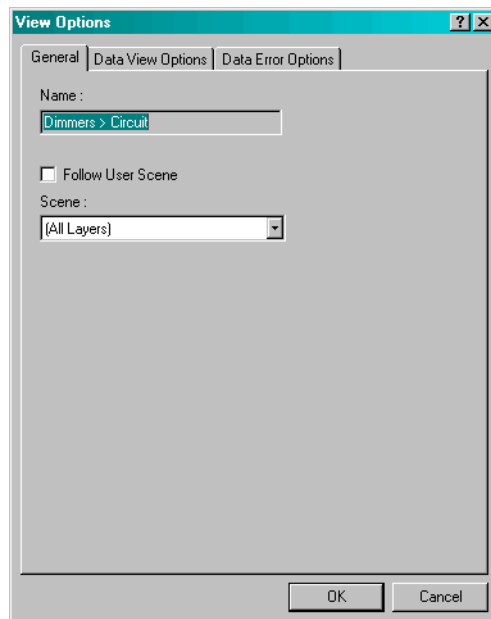 View Options
General Data View Options Data Error Options
Name :
Dimmers > Circuit
Follow User Scene
Scene :
(All Layers)
OK Cancel